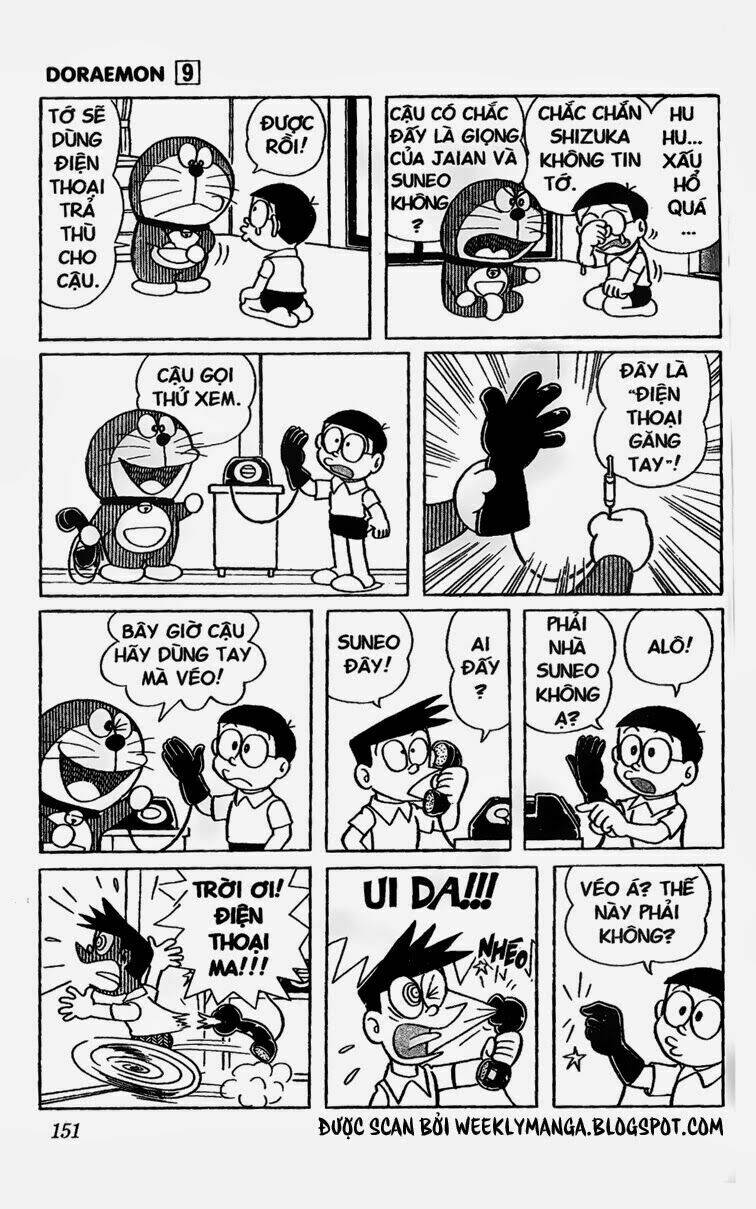 DORAEMON 9
HU
HU...
XẤU
HỔ
QUÁ
...
CHẮC CHẮN
SHIZUKA
KHÔNG TIN
TỚ.
CẬU CÓ CHẮC
ĐẤY LÀ GIỌNG
CỦA JAIAN VÀ
SUNEO
KHÔNG
?
ĐƯỢC
RỒI!
TỚ SẼ
DÙNG
ĐIỆN
THOẠI
TRẢ
THÙ
CHO
CẬU.
ĐÂY LÀ
"ĐIỆN
THOẠI
GĂNG
TAY"!
CẬU GỌI
THỬ XEM.
ALÔ!
PHẢI
NHÀ
SUNEO
KHÔNG
Ạ?
AI
ĐẤY
?
SUNEO
ĐÂY!
BÂY GIỜ CẬU
HÃY DÙNG TAY
MÀ VÉO!
VÉO Á? THẾ
NÀY PHẢI
KHÔNG?
UI DA!!!
NHÉO!
TRỜI ƠI!
ĐIỆN
THOẠI
MA!!!
151
ĐƯỢC SCAN BỞI WEEKLYMANGA.BLOGSPOT.COM